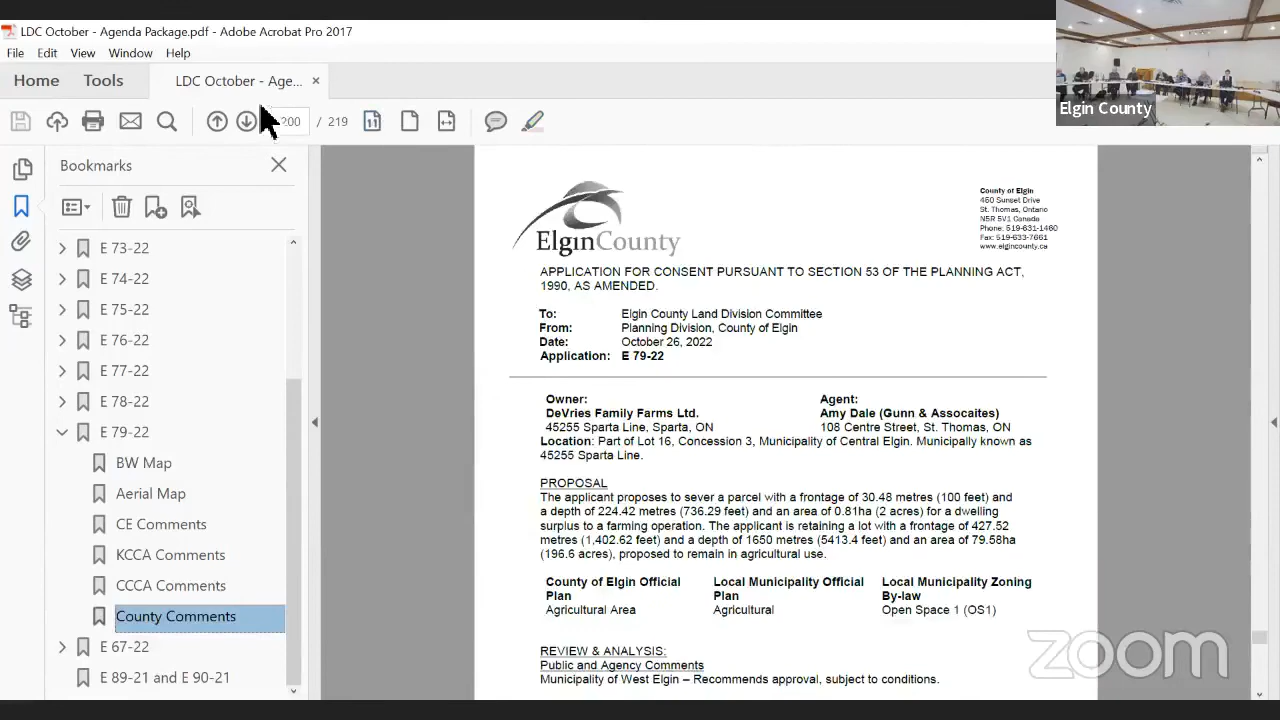 LDC October - Agenda Package.pdf - Adobe Acrobat Pro 2017
File Edit View Window Help
Home Tools LDC October - Age... ×
200 / 219
Elgin County
Bookmarks
E 73-22
E 74-22
E 75-22
E 76-22
E 77-22
E 78-22
E 79-22
BW Map
Aerial Map
CE Comments
KCCA Comments
CCCA Comments
County Comments
E 67-22
E 89-21 and E 90-21
ElginCounty
County of Elgin
450 Sunset Drive
St. Thomas, Ontario
N5R 5V1 Canada
Phone: 519-631-1460
Fax: 519-633-7661
www.elgincounty.ca
APPLICATION FOR CONSENT PURSUANT TO SECTION 53 OF THE PLANNING ACT,
1990, AS AMENDED.
To: Elgin County Land Division Committee
From: Planning Division, County of Elgin
Date: October 26, 2022
Application: E 79-22
Owner: Agent:
DeVries Family Farms Ltd. Amy Dale (Gunn & Assocaites)
45255 Sparta Line, Sparta, ON 108 Centre Street, St. Thomas, ON
Location: Part of Lot 16, Concession 3, Municipality of Central Elgin. Municipally known as
45255 Sparta Line.
PROPOSAL
The applicant proposes to sever a parcel with a frontage of 30.48 metres (100 feet) and
a depth of 224.42 metres (736.29 feet) and an area of 0.81ha (2 acres) for a dwelling
surplus to a farming operation. The applicant is retaining a lot with a frontage of 427.52
metres (1,402.62 feet) and a depth of 1650 metres (5413.4 feet) and an area of 79.58ha
(196.6 acres), proposed to remain in agricultural use.
County of Elgin Official Local Municipality Official Local Municipality Zoning
Plan Plan By-law
Agricultural Area Agricultural Open Space 1 (OS1)
REVIEW & ANALYSIS:
Public and Agency Comments
Municipality of West Elgin – Recommends approval, subject to conditions.
zoom